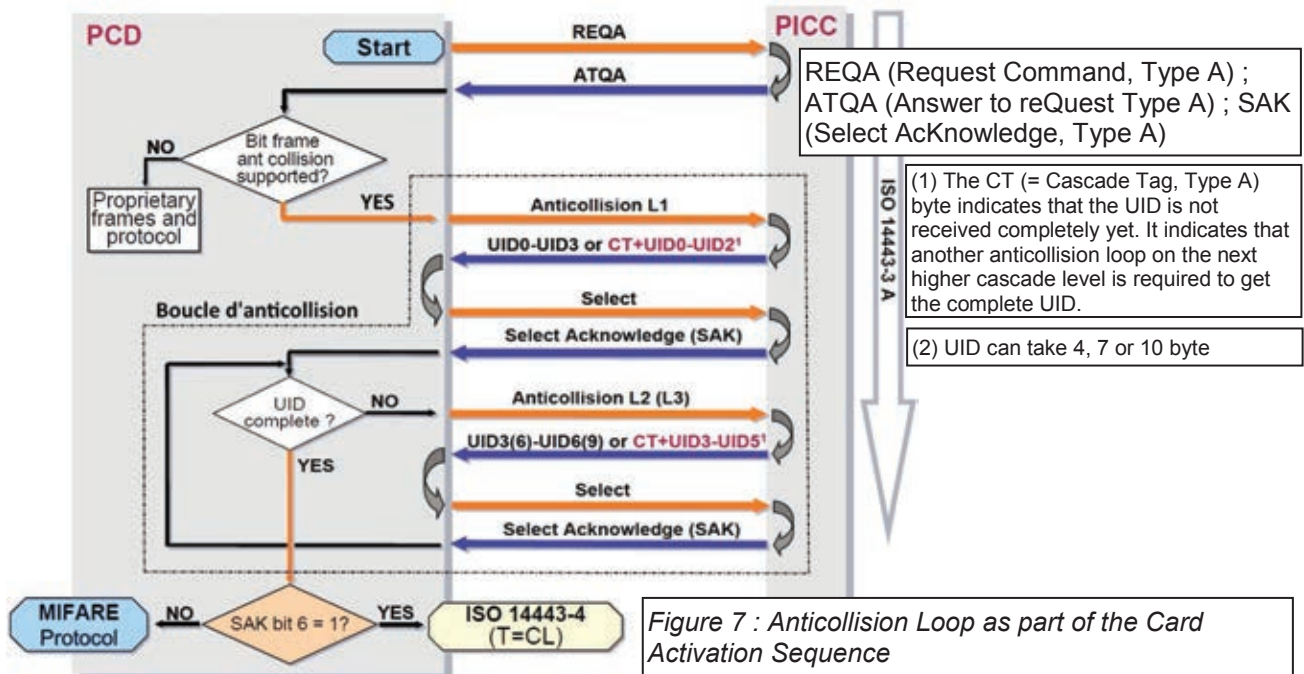 PCD
PICC
Start
REQA
ATQA
REQA (Request Command, Type A) ;
ATQA (Answer to reQuest Type A) ; SAK
(Select AcKnowledge, Type A)
Bit frame
ant collision
supported?
NO
YES
Proprietary
frames and
protocol
Anticollision L1
UID0-UID3 or CT+UID0-UID2¹
ISO 14443-3 A
(1) The CT (= Cascade Tag, Type A)
byte indicates that the UID is not
received completely yet. It indicates that
another anticollision loop on the next
higher cascade level is required to get
the complete UID.
(2) UID can take 4, 7 or 10 byte
Boucle d'anticollision
Select
Select Acknowledge (SAK)
UID
complete ?
NO
YES
Anticollision L2 (L3)
UID3(6)-UID6(9) or CT+UID3-UID5¹
Select
Select Acknowledge (SAK)
MIFARE
Protocol
NO
SAK bit 6 = 1?
YES
ISO 14443-4
(T=CL)
Figure 7 : Anticollision Loop as part of the Card
Activation Sequence